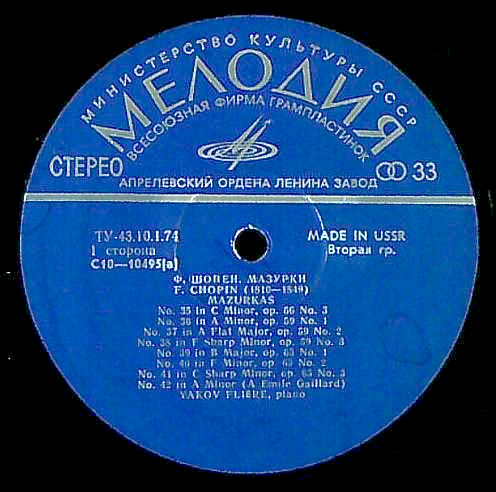 МИНИСТЕРСТВО КУЛЬТУРЫ СССР
МЕЛОДИЯ
ВСЕСОЮЗНАЯ ФИРМА ГРАМПЛАСТИНОК
СТЕРЕО 33
АПРЕЛЕВСКИЙ ОРДЕНА ЛЕНИНА ЗАВОД
ТУ-43.10.1.74
1 сторона
С10—10495(a)
MADE IN USSR
Вторая гр.
Ф. ШОПЕН. МАЗУРКИ
F. CHOPIN (1810—1849)
MAZURKAS
No. 35 in C Minor, op. 56 No. 3
No. 36 in A Minor, op. 59 No. 1
No. 37 in A Flat Major, op. 59 No. 2
No. 38 in F Sharp Minor, op. 59 No. 3
No. 39 in B Major, op. 63 No. 1
No. 40 in F Minor, op. 63 No. 2
No. 41 in C Sharp Minor, op. 63 No. 3
No. 42 in A Minor (A Emile Gaillard)
YAKOV FLIERE, piano